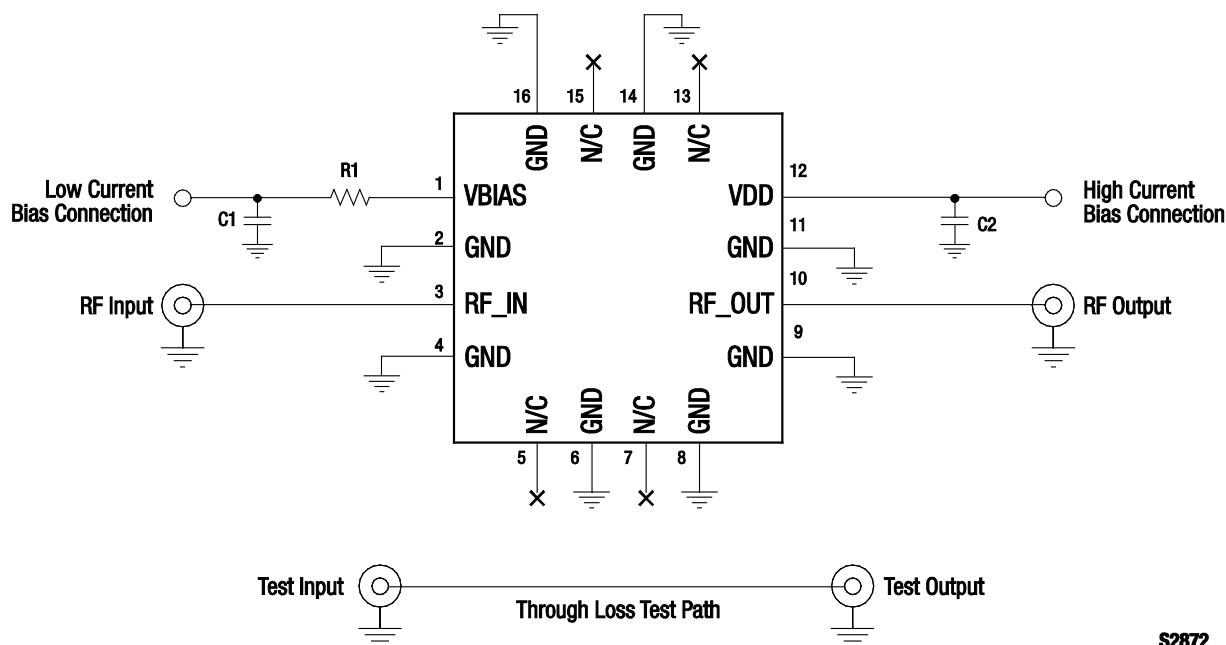 16 15 14 13
GND N/C GND N/C
Low Current
Bias Connection
C1
R1
1 VBIAS
2 GND
RF Input
3 RF_IN
4 GND
12
VDD
C2
High Current
Bias Connection
11
GND
10
RF_OUT
RF Output
9
GND
N/C GND N/C GND
5 6 7 8
Test Input
Through Loss Test Path
Test Output
S2872